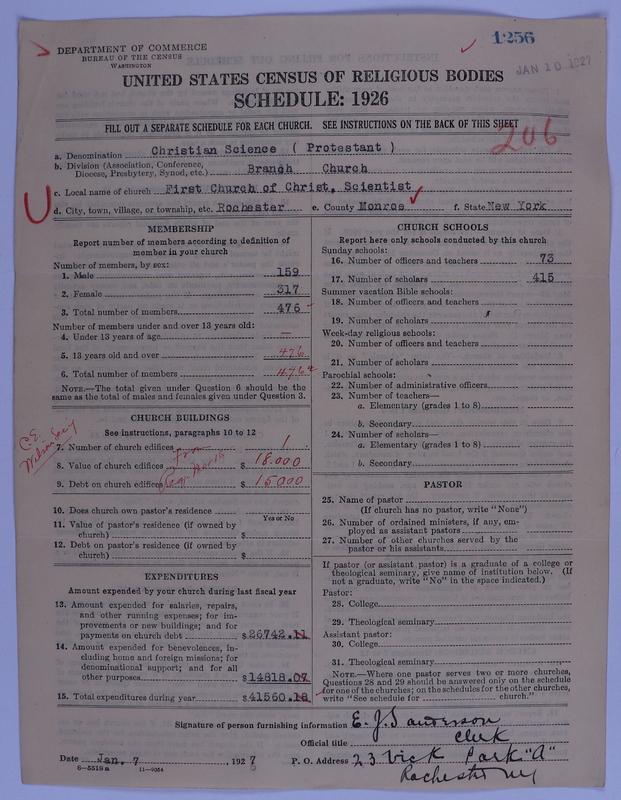 1256
JAN 10 1927
DEPARTMENT OF COMMERCE
BUREAU OF THE CENSUS
WASHINGTON
UNITED STATES CENSUS OF RELIGIOUS BODIES
SCHEDULE: 1926
FILL OUT A SEPARATE SCHEDULE FOR EACH CHURCH. SEE INSTRUCTIONS ON THE BACK OF THIS SHEET
206
a. Denomination Christian Science ( Protestant )
b. Division (Association, Conference, Diocese, Presbytery, Synod, etc.) Branch Church
c. Local name of church First Church of Christ, Scientist
d. City, town, village, or township, etc. Rochester e. County Monroe f. State New York
MEMBERSHIP
Report number of members according to definition of
member in your church
Number of members, by sex:
1. Male 159
2. Female 317
3. Total number of members 476
Number of members under and over 13 years old:
4. Under 13 years of age —
5. 13 years old and over 476
6. Total number of members 476
NOTE.—The total given under Question 6 should be the
same as the total of males and females given under Question 3.
CHURCH BUILDINGS
See instructions, paragraphs 10 to 12
C.E.
7. Number of church edifices 1
from
8. Value of church edifices $ 18.000
9. Debt on church edifices $ 15000
10. Does church own pastor's residence
Yes or No
11. Value of pastor's residence (if owned by
church) $
12. Debt on pastor's residence (if owned by
church) $
EXPENDITURES
Amount expended by your church during last fiscal year
13. Amount expended for salaries, repairs,
and other running expenses; for im-
provements or new buildings; and for
payments on church debt $26742.11
14. Amount expended for benevolences, in-
cluding home and foreign missions; for
denominational support; and for all
other purposes $14818.07
15. Total expenditures during year $41560.18
CHURCH SCHOOLS
Report here only schools conducted by this church
Sunday schools:
16. Number of officers and teachers 73
17. Number of scholars 415
Summer vacation Bible schools:
18. Number of officers and teachers
19. Number of scholars
Week-day religious schools:
20. Number of officers and teachers
21. Number of scholars
Parochial schools:
22. Number of administrative officers
23. Number of teachers—
a. Elementary (grades 1 to 8)
b. Secondary
24. Number of scholars—
a. Elementary (grades 1 to 8)
b. Secondary
PASTOR
25. Name of pastor
(If church has no pastor, write "None")
26. Number of ordained ministers, if any, em-
ployed as assistant pastors
27. Number of other churches served by the
pastor or his assistants
If pastor (or assistant pastor) is a graduate of a college or
theological seminary, give name of institution below. (If
not a graduate, write "No" in the space indicated.)
Pastor:
28. College
29. Theological seminary
Assistant pastor:
30. College
31. Theological seminary
NOTE.—Where one pastor serves two or more churches,
Questions 28 and 29 should be answered only on the schedule
for one of the churches; on the schedules for the other churches,
write "See schedule for church."
Signature of person furnishing information E. J. Sanderson
Official title Clerk
Date Jan. 7, 1927 P. O. Address 23 Vick Park "A"
8-5518a 11-9354 Rochester NY